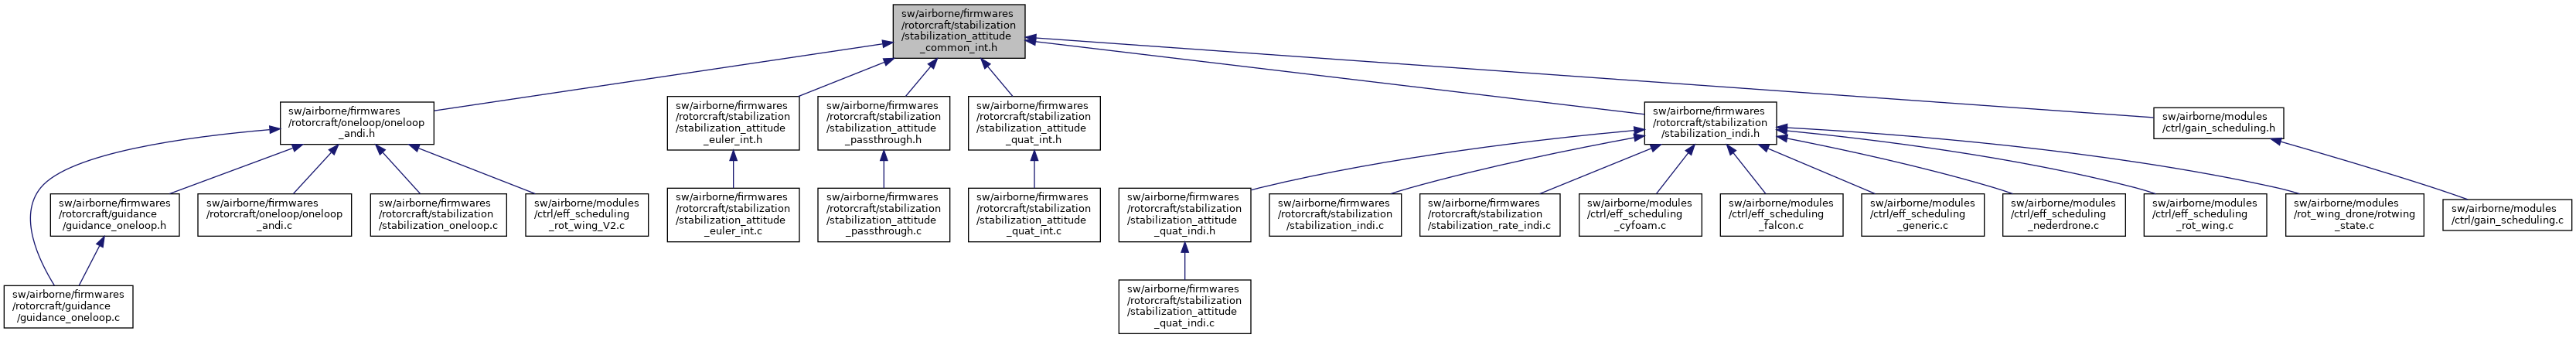 sw/airborne/firmwares
/rotorcraft/stabilization
/stabilization_attitude
_common_int.h
sw/airborne/firmwares
/rotorcraft/oneloop/oneloop
_andi.h
sw/airborne/firmwares
/rotorcraft/stabilization
/stabilization_attitude
_euler_int.h
sw/airborne/firmwares
/rotorcraft/stabilization
/stabilization_attitude
_passthrough.h
sw/airborne/firmwares
/rotorcraft/stabilization
/stabilization_attitude
_quat_int.h
sw/airborne/firmwares
/rotorcraft/stabilization
/stabilization_indi.h
sw/airborne/modules
/ctrl/gain_scheduling.h
sw/airborne/firmwares
/rotorcraft/guidance
/guidance_oneloop.h
sw/airborne/firmwares
/rotorcraft/oneloop/oneloop
_andi.c
sw/airborne/firmwares
/rotorcraft/stabilization
/stabilization_oneloop.c
sw/airborne/modules
/ctrl/eff_scheduling
_rot_wing_V2.c
sw/airborne/firmwares
/rotorcraft/stabilization
/stabilization_attitude
_euler_int.c
sw/airborne/firmwares
/rotorcraft/stabilization
/stabilization_attitude
_passthrough.c
sw/airborne/firmwares
/rotorcraft/stabilization
/stabilization_attitude
_quat_int.c
sw/airborne/firmwares
/rotorcraft/stabilization
/stabilization_attitude
_quat_indi.h
sw/airborne/firmwares
/rotorcraft/stabilization
/stabilization_indi.c
sw/airborne/firmwares
/rotorcraft/stabilization
/stabilization_rate_indi.c
sw/airborne/modules
/ctrl/eff_scheduling
_cyfoam.c
sw/airborne/modules
/ctrl/eff_scheduling
_falcon.c
sw/airborne/modules
/ctrl/eff_scheduling
_generic.c
sw/airborne/modules
/ctrl/eff_scheduling
_nederdrone.c
sw/airborne/modules
/ctrl/eff_scheduling
_rot_wing.c
sw/airborne/modules
/rot_wing_drone/rotwing
_state.c
sw/airborne/modules
/ctrl/gain_scheduling.c
sw/airborne/firmwares
/rotorcraft/guidance
/guidance_oneloop.c
sw/airborne/firmwares
/rotorcraft/stabilization
/stabilization_attitude
_quat_indi.c